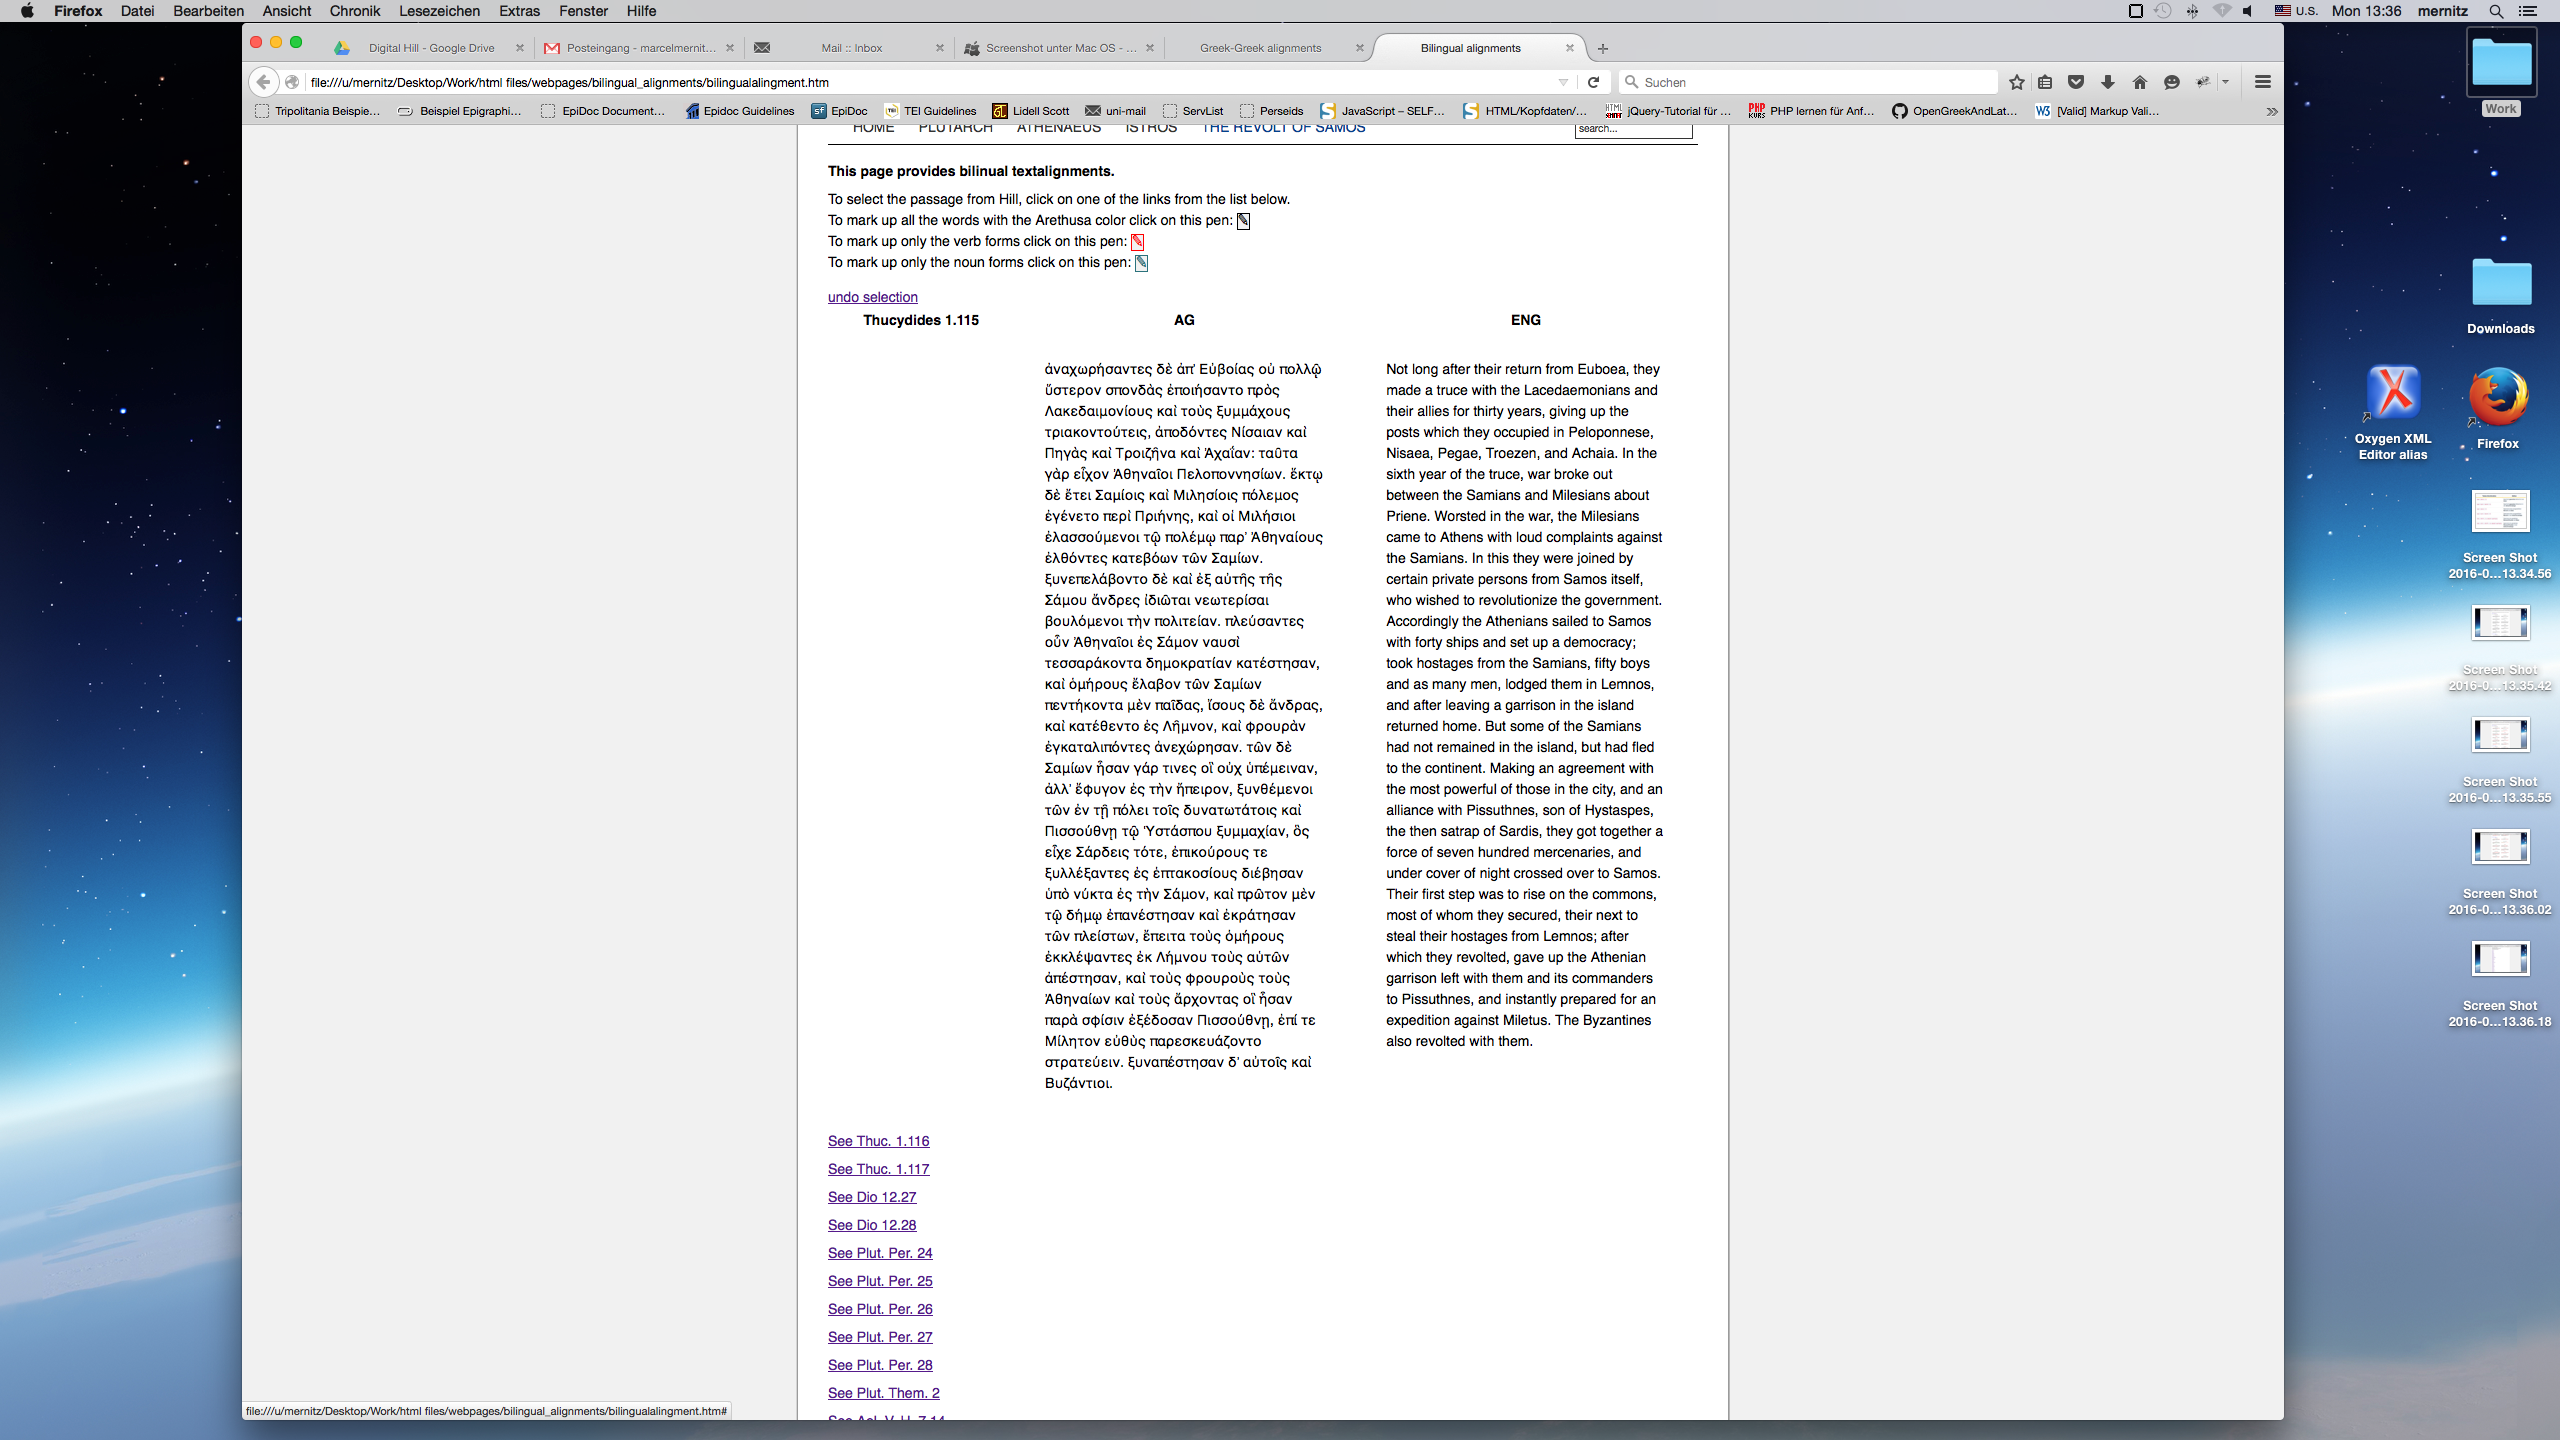 Firefox Datei Bearbeiten Ansicht Chronik Lesezeichen Extras Fenster Hilfe U.S. Mon 13:36 mernitz
Digital Hill - Google Drive Posteingang - marcelmernit... Mail :: Inbox Screenshot unter Mac OS - ... Greek-Greek alignments Bilingual alignments
file:///u/mernitz/Desktop/Work/html files/webpages/bilingual_alignments/bilingualalingment.htm Suchen
Tripolitania Beispie... Beispiel Epigraphi... EpiDoc Document... Epidoc Guidelines EpiDoc TEI Guidelines Lidell Scott uni-mail ServList Perseids JavaScript – SELF... HTML/Kopfdaten/... jQuery-Tutorial für ... PHP lernen für Anf... OpenGreekAndLat... [Valid] Markup Vali...
HOME PLUTARCH ATHENAEUS ISTROS THE REVOLT OF SAMOS search...
This page provides bilinual textalignments.
To select the passage from Hill, click on one of the links from the list below.
To mark up all the words with the Arethusa color click on this pen:
To mark up only the verb forms click on this pen:
To mark up only the noun forms click on this pen:
undo selection
Thucydides 1.115 AG ENG
ἀναχωρήσαντες δὲ ἀπ' Εὐβοίας οὐ πολλῷ
ὕστερον σπονδὰς ἐποιήσαντο πρὸς
Λακεδαιμονίους καὶ τοὺς ξυμμάχους
τριακοντούτεις, ἀποδόντες Νίσαιαν καὶ
Πηγὰς καὶ Τροιζῆνα καὶ Ἀχαΐαν: ταῦτα
γὰρ εἶχον Ἀθηναῖοι Πελοποννησίων. ἕκτῳ
δὲ ἔτει Σαμίοις καὶ Μιλησίοις πόλεμος
ἐγένετο περὶ Πριήνης, καὶ οἱ Μιλήσιοι
ἐλασσούμενοι τῷ πολέμῳ παρ' Ἀθηναίους
ἐλθόντες κατεβόων τῶν Σαμίων.
ξυνεπελάβοντο δὲ καὶ ἐξ αὐτῆς τῆς
Σάμου ἄνδρες ἰδιῶται νεωτερίσαι
βουλόμενοι τὴν πολιτείαν. πλεύσαντες
οὖν Ἀθηναῖοι ἐς Σάμον ναυσὶ
τεσσαράκοντα δημοκρατίαν κατέστησαν,
καὶ ὁμήρους ἔλαβον τῶν Σαμίων
πεντήκοντα μὲν παῖδας, ἴσους δὲ ἄνδρας,
καὶ κατέθεντο ἐς Λῆμνον, καὶ φρουρὰν
ἐγκαταλιπόντες ἀνεχώρησαν. τῶν δὲ
Σαμίων ἦσαν γάρ τινες οἳ οὐχ ὑπέμειναν,
ἀλλ' ἔφυγον ἐς τὴν ἤπειρον, ξυνθέμενοι
τῶν ἐν τῇ πόλει τοῖς δυνατωτάτοις καὶ
Πισσούθνῃ τῷ Ὑστάσπου ξυμμαχίαν, ὃς
εἶχε Σάρδεις τότε, ἐπικούρους τε
ξυλλέξαντες ἐς ἑπτακοσίους διέβησαν
ὑπὸ νύκτα ἐς τὴν Σάμον, καὶ πρῶτον μὲν
τῷ δήμῳ ἐπανέστησαν καὶ ἐκράτησαν
τῶν πλείστων, ἔπειτα τοὺς ὁμήρους
ἐκκλέψαντες ἐκ Λήμνου τοὺς αὑτῶν
ἀπέστησαν, καὶ τοὺς φρουροὺς τοὺς
Ἀθηναίων καὶ τοὺς ἄρχοντας οἳ ἦσαν
παρὰ σφίσιν ἐξέδοσαν Πισσούθνῃ, ἐπί τε
Μίλητον εὐθὺς παρεσκευάζοντο
στρατεύειν. ξυναπέστησαν δ' αὐτοῖς καὶ
Βυζάντιοι.
Not long after their return from Euboea, they
made a truce with the Lacedaemonians and
their allies for thirty years, giving up the
posts which they occupied in Peloponnese,
Nisaea, Pegae, Troezen, and Achaia. In the
sixth year of the truce, war broke out
between the Samians and Milesians about
Priene. Worsted in the war, the Milesians
came to Athens with loud complaints against
the Samians. In this they were joined by
certain private persons from Samos itself,
who wished to revolutionize the government.
Accordingly the Athenians sailed to Samos
with forty ships and set up a democracy;
took hostages from the Samians, fifty boys
and as many men, lodged them in Lemnos,
and after leaving a garrison in the island
returned home. But some of the Samians
had not remained in the island, but had fled
to the continent. Making an agreement with
the most powerful of those in the city, and an
alliance with Pissuthnes, son of Hystaspes,
the then satrap of Sardis, they got together a
force of seven hundred mercenaries, and
under cover of night crossed over to Samos.
Their first step was to rise on the commons,
most of whom they secured, their next to
steal their hostages from Lemnos; after
which they revolted, gave up the Athenian
garrison left with them and its commanders
to Pissuthnes, and instantly prepared for an
expedition against Miletus. The Byzantines
also revolted with them.
See Thuc. 1.116
See Thuc. 1.117
See Dio 12.27
See Dio 12.28
See Plut. Per. 24
See Plut. Per. 25
See Plut. Per. 26
See Plut. Per. 27
See Plut. Per. 28
See Plut. Them. 2
See Ael. V. H. 7.14
file:///u/mernitz/Desktop/Work/html files/webpages/bilingual_alignments/bilingualalingment.htm#
Work
Downloads
Oxygen XML
Editor alias
Firefox
Screen Shot
2016-0...13.34.56
Screen Shot
2016-0...13.35.42
Screen Shot
2016-0...13.35.55
Screen Shot
2016-0...13.36.02
Screen Shot
2016-0...13.36.18